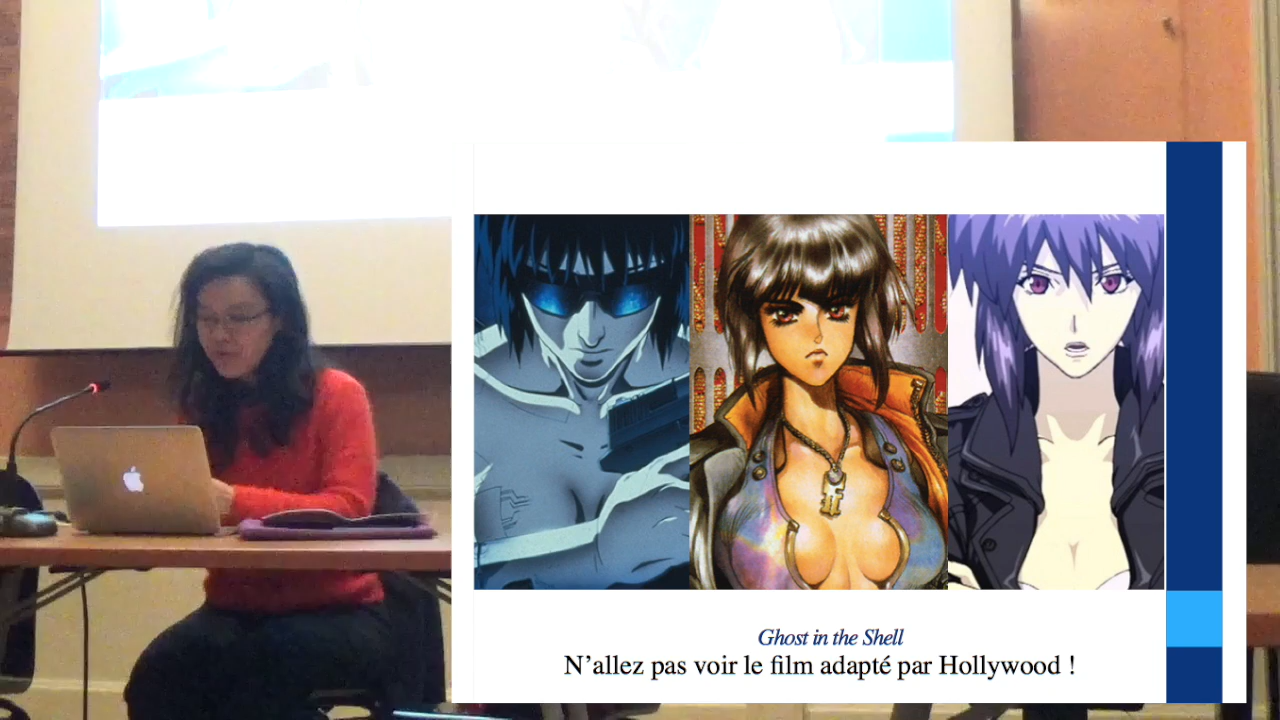 Ghost in the Shell
N’allez pas voir le film adapté par Hollywood !